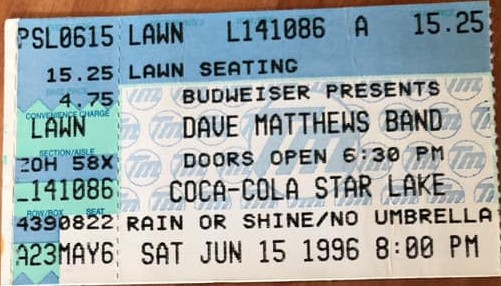 PSL0615 LAWN L141086 A 15.25
15.25 LAWN SEATING
4.75 BUDWEISER PRESENTS
CONVENIENCE CHARGE
LAWN DAVE MATTHEWS BAND
SECTION/AISLE
ZOH 58X DOORS OPEN 6:30 PM
L141086 COCA-COLA STAR LAKE
ROW/BOX SEAT
4390822 RAIN OR SHINE/NO UMBRELLA
A23MAY6 SAT JUN 15 1996 8:00 PM